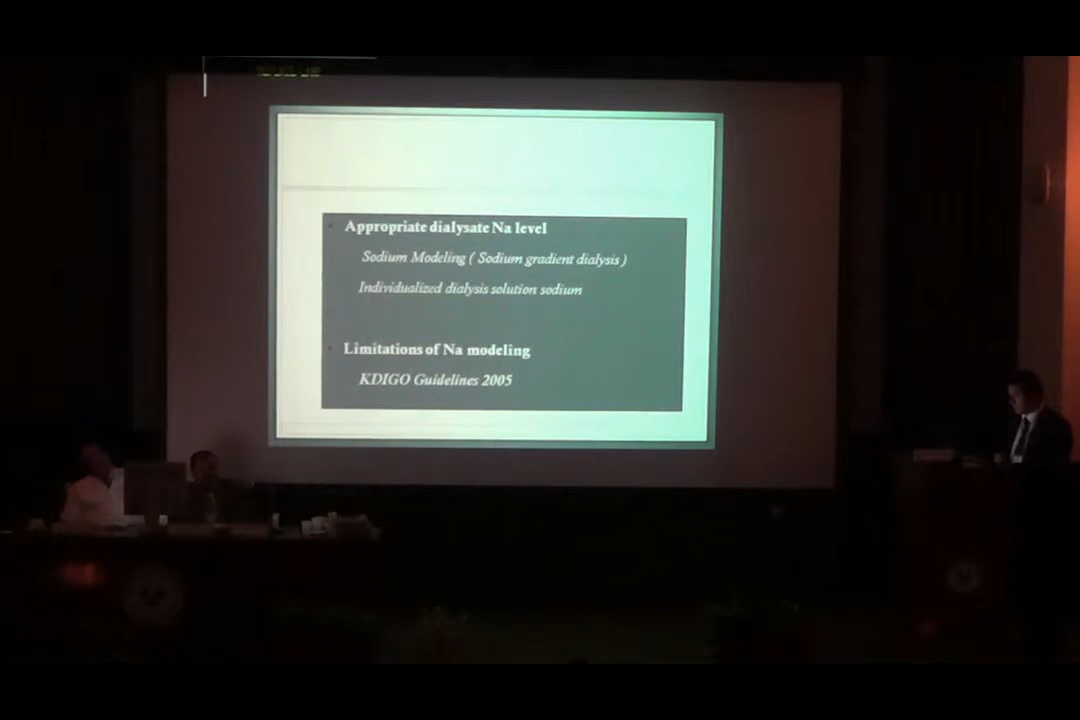 Appropriate dialysate Na level
Sodium Modeling ( Sodium gradient dialysis )
Individualized dialysis solution sodium
Limitations of Na modeling
KDIGO Guidelines 2005